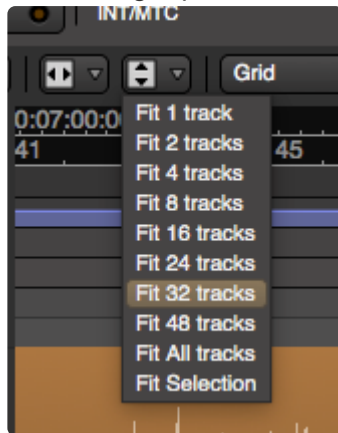 INT/MTC
Grid
0:07:00:0
41
45
Fit 1 track
Fit 2 tracks
Fit 4 tracks
Fit 8 tracks
Fit 16 tracks
Fit 24 tracks
Fit 32 tracks
Fit 48 tracks
Fit All tracks
Fit Selection